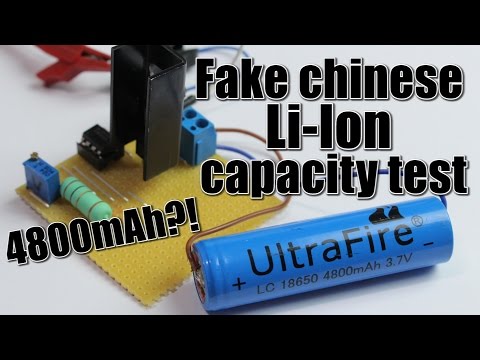 Fake chinese
Li-Ion
capacity test
4800mAh?!
UltraFire®
+
-
LC 18650 4800mAh 3.7V